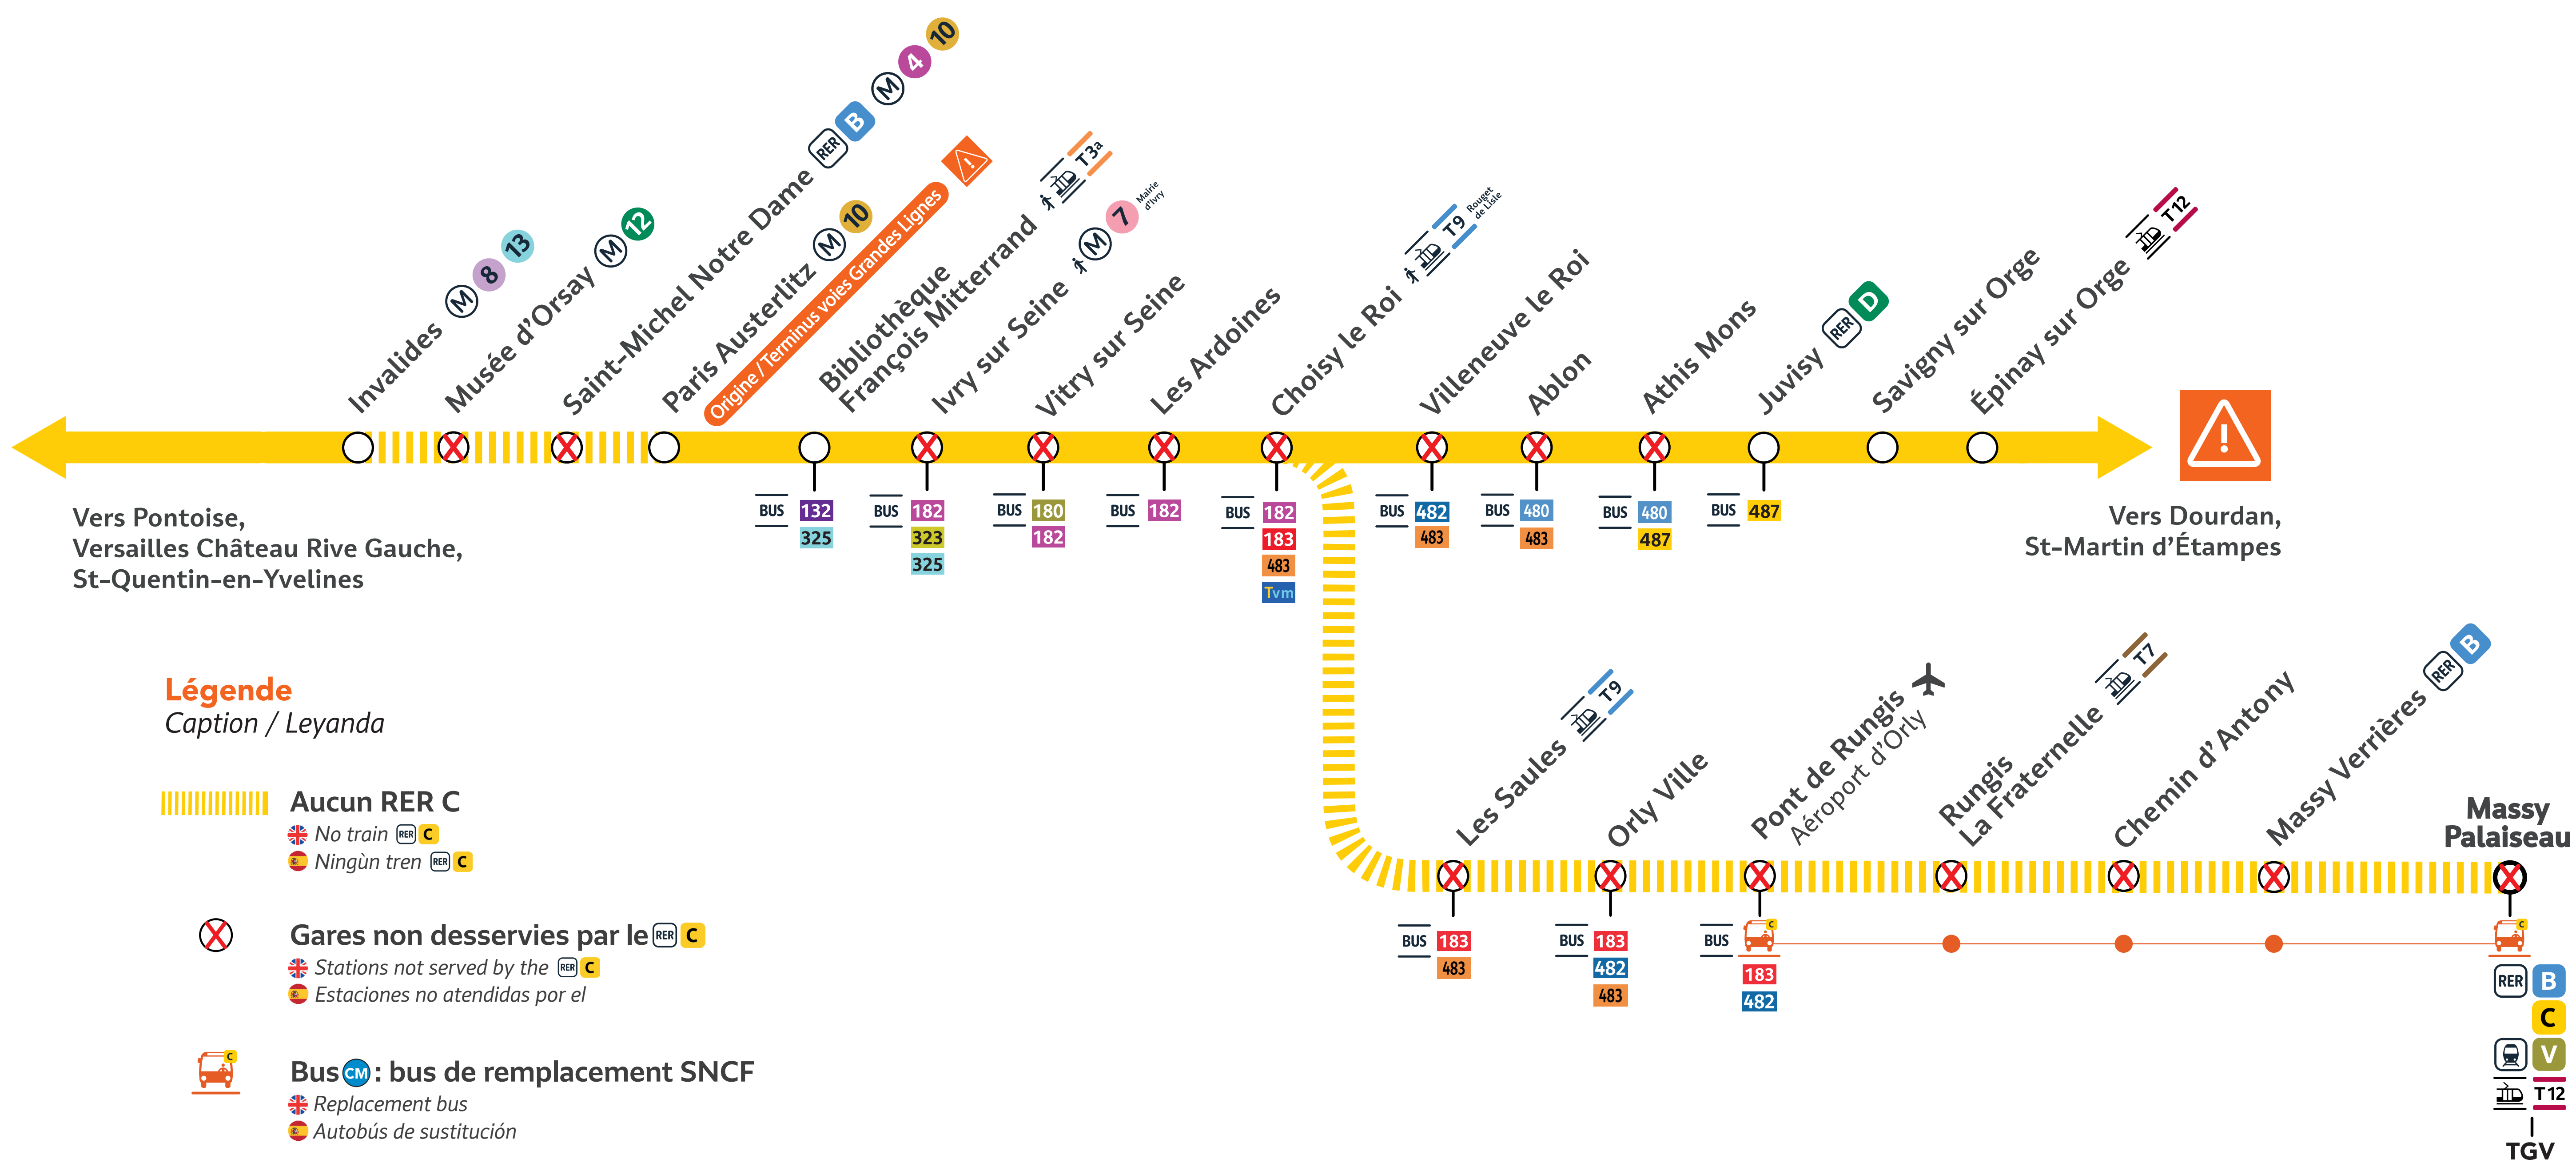 Invalides M 8 13
Musée d'Orsay M 12
Saint-Michel Notre Dame RER B M 4 10
Paris Austerlitz M 10
Origine / Terminus voies Grandes Lignes
Bibliothèque
François Mitterrand T3a
Ivry sur Seine M 7 Mairie
d'Ivry
Vitry sur Seine
Les Ardoines
Choisy le Roi T9 Rouget
de Lisle
Villeneuve le Roi
Ablon
Athis Mons
Juvisy RER D
Savigny sur Orge
Épinay sur Orge T12
Vers Pontoise,
Versailles Château Rive Gauche,
St-Quentin-en-Yvelines
BUS 132
325
BUS 182
323
325
BUS 180
182
BUS 182
BUS 182
183
483
Tvm
BUS 482
483
BUS 480
483
BUS 480
487
BUS 487
Vers Dourdan,
St-Martin d'Étampes
Les Saules T9
Orly Ville
Pont de Rungis
Aéroport d'Orly
Rungis
La Fraternelle T7
Chemin d'Antony
Massy Verrières RER B
Massy
Palaiseau
BUS 183
483
BUS 183
482
483
BUS C
183
482
C
RER B
C
V
T12
TGV
Légende
Caption / Leyanda
Aucun RER C
No train RER C
Ningùn tren RER C
Gares non desservies par le RER C
Stations not served by the RER C
Estaciones no atendidas por el
C
Bus CM : bus de remplacement SNCF
Replacement bus
Autobús de sustitución